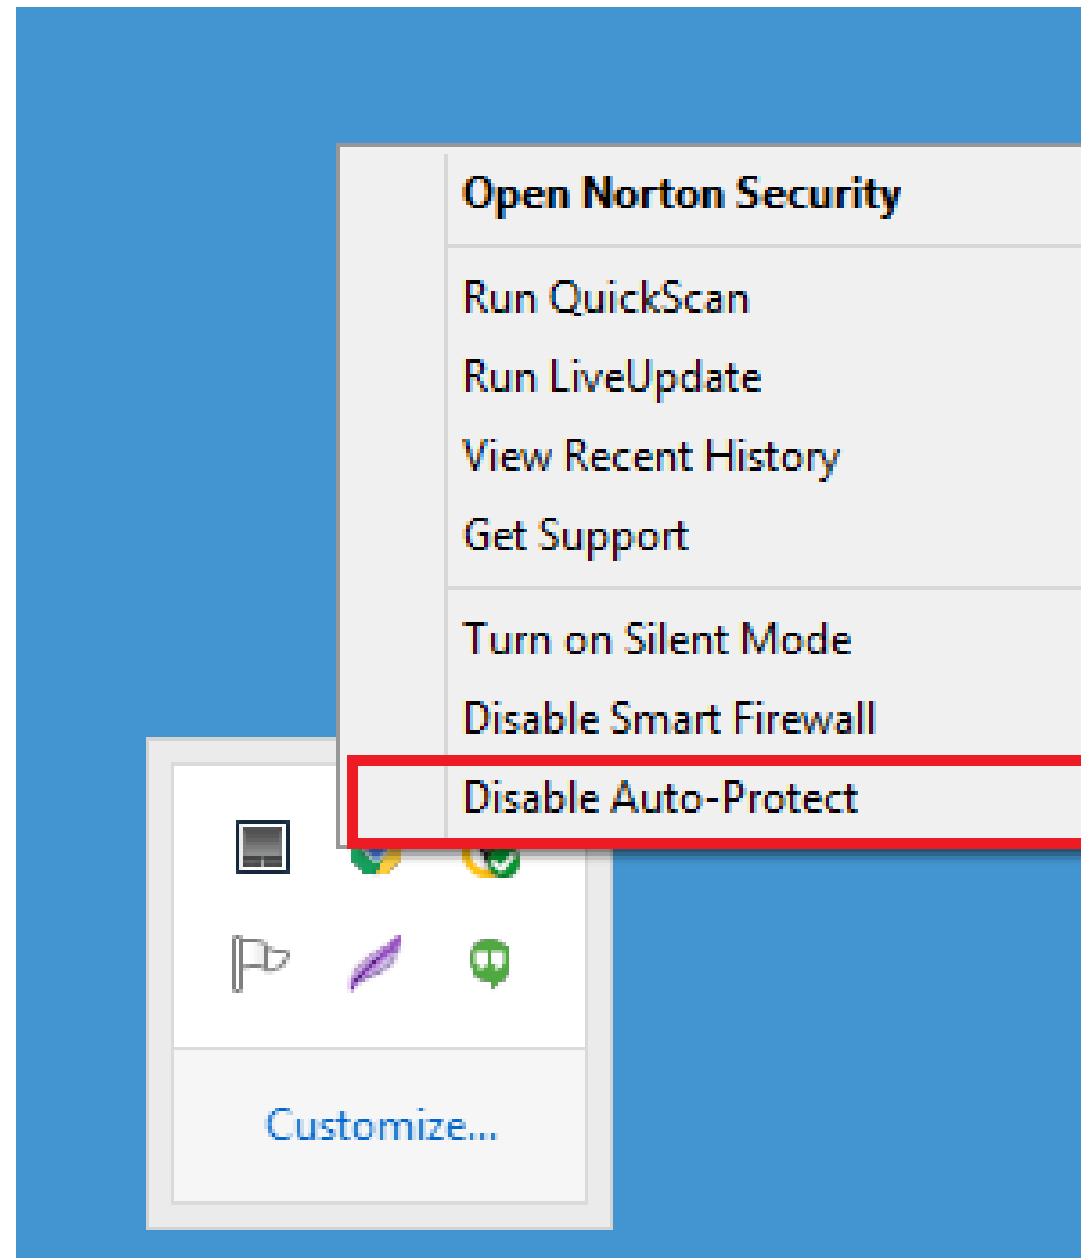 Open Norton Security
Run QuickScan
Run LiveUpdate
View Recent History
Get Support
Turn on Silent Mode
Disable Smart Firewall
Disable Auto-Protect
Customize...